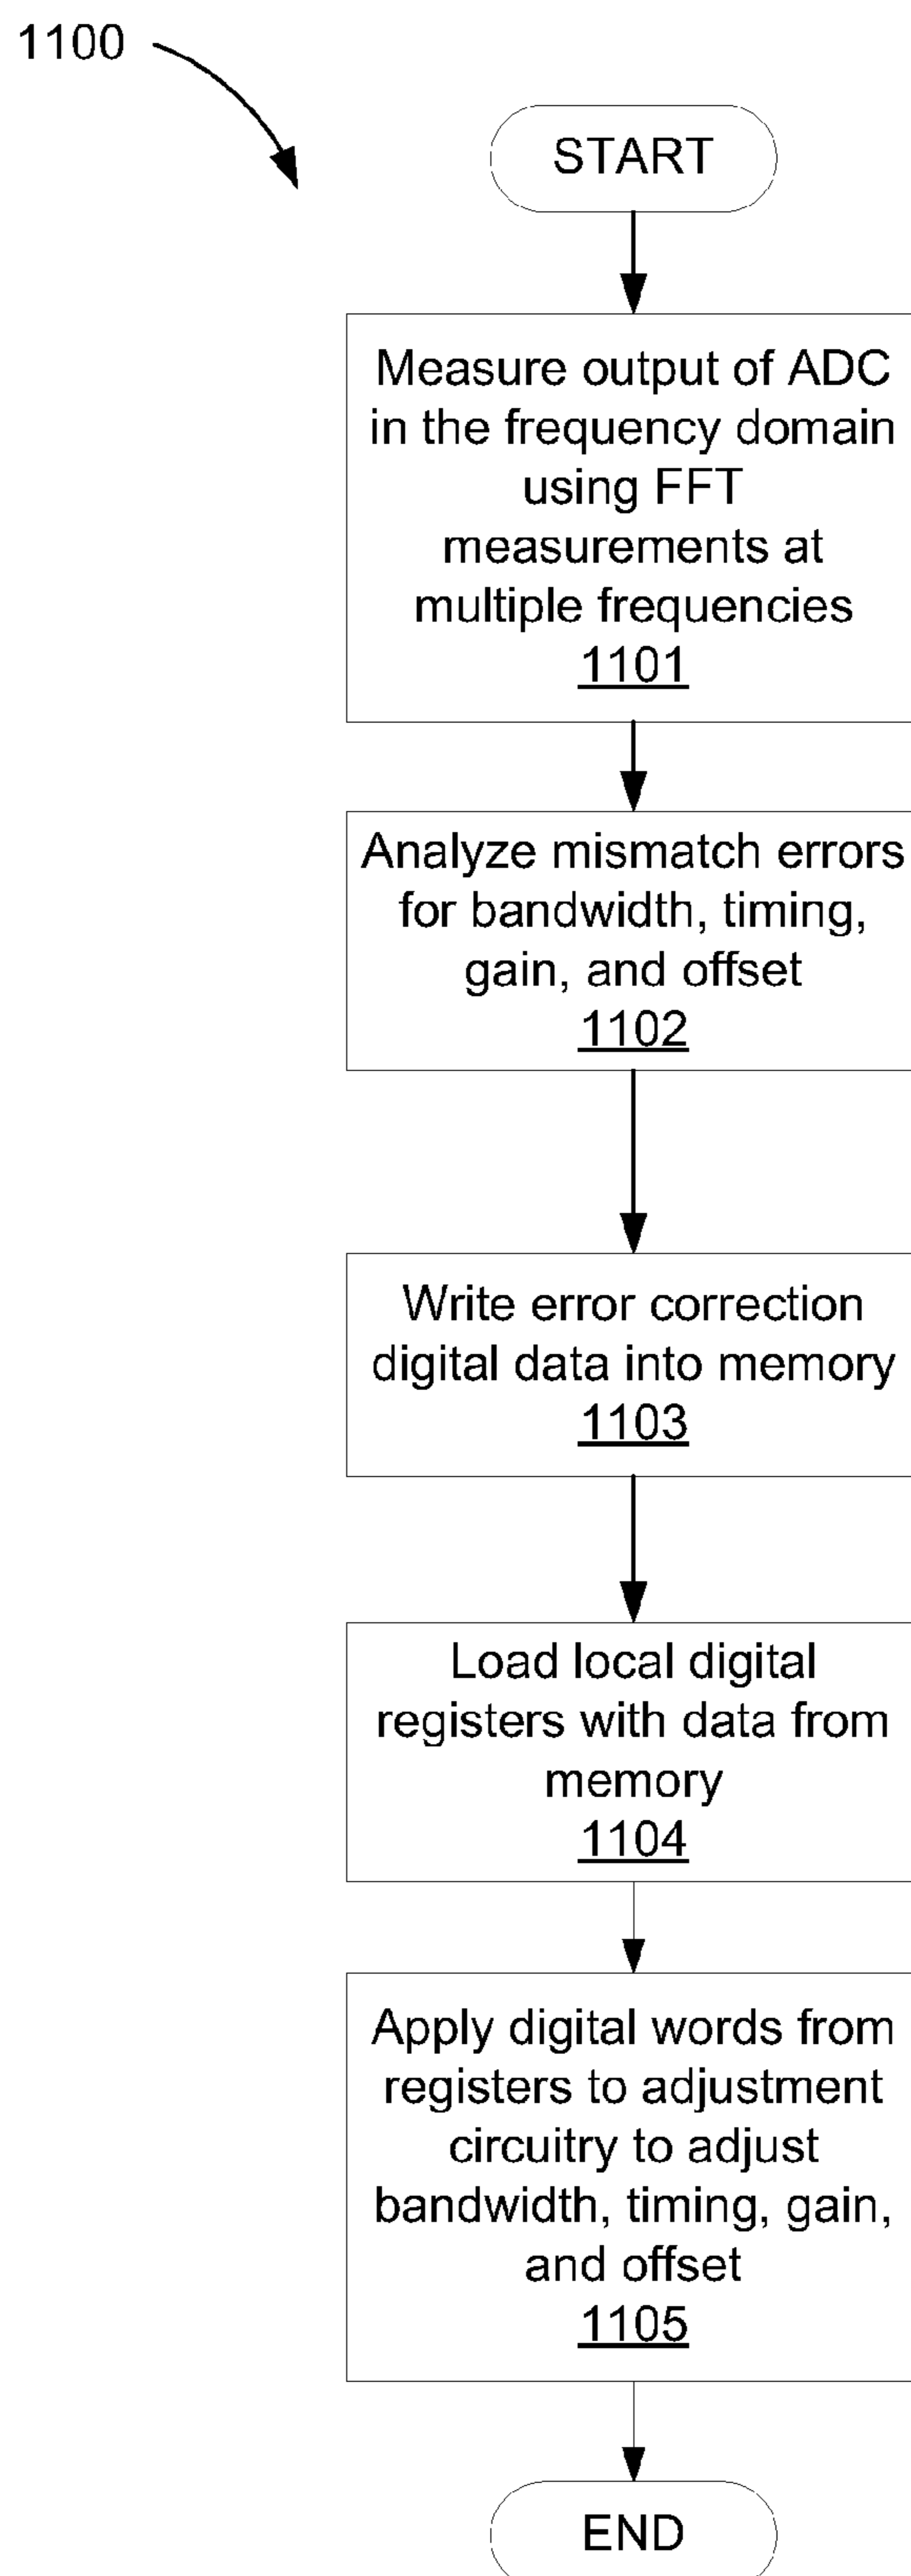 1100
START
Measure output of ADC
in the frequency domain
using FFT
measurements at
multiple frequencies
1101
Analyze mismatch errors
for bandwidth, timing,
gain, and offset
1102
Write error correction
digital data into memory
1103
Load local digital
registers with data from
memory
1104
Apply digital words from
registers to adjustment
circuitry to adjust
bandwidth, timing, gain,
and offset
1105
END